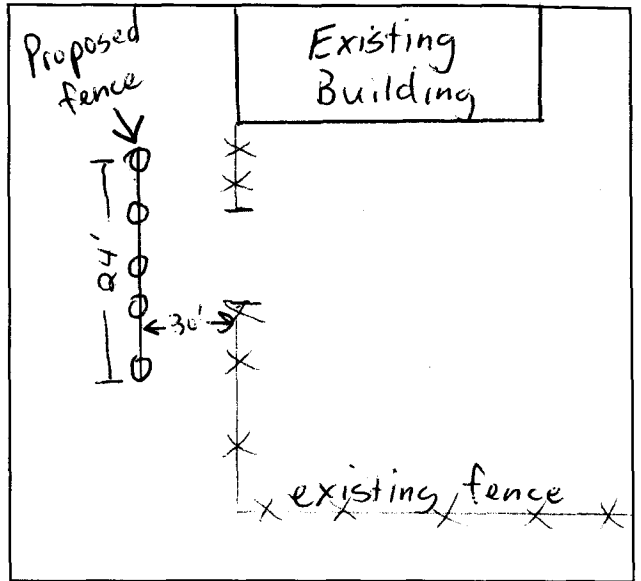 Proposed
fence
Existing
Building
24'
30'
existing fence